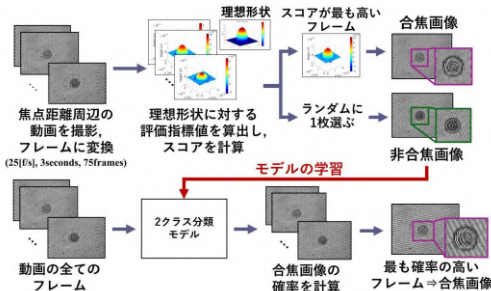 理想形状
スコアが最も高い
フレーム
合焦画像
焦点距離周辺の
動画を撮影,
フレームに変換
(25[f/s], 3seconds, 75frames)
理想形状に対する
評価指標値を算出し,
スコアを計算
ランダムに
1枚選ぶ
非合焦画像
モデルの学習
2クラス分類
モデル
動画の全ての
フレーム
合焦画像の
確率を計算
最も確率の高い
フレーム⇒合焦画像